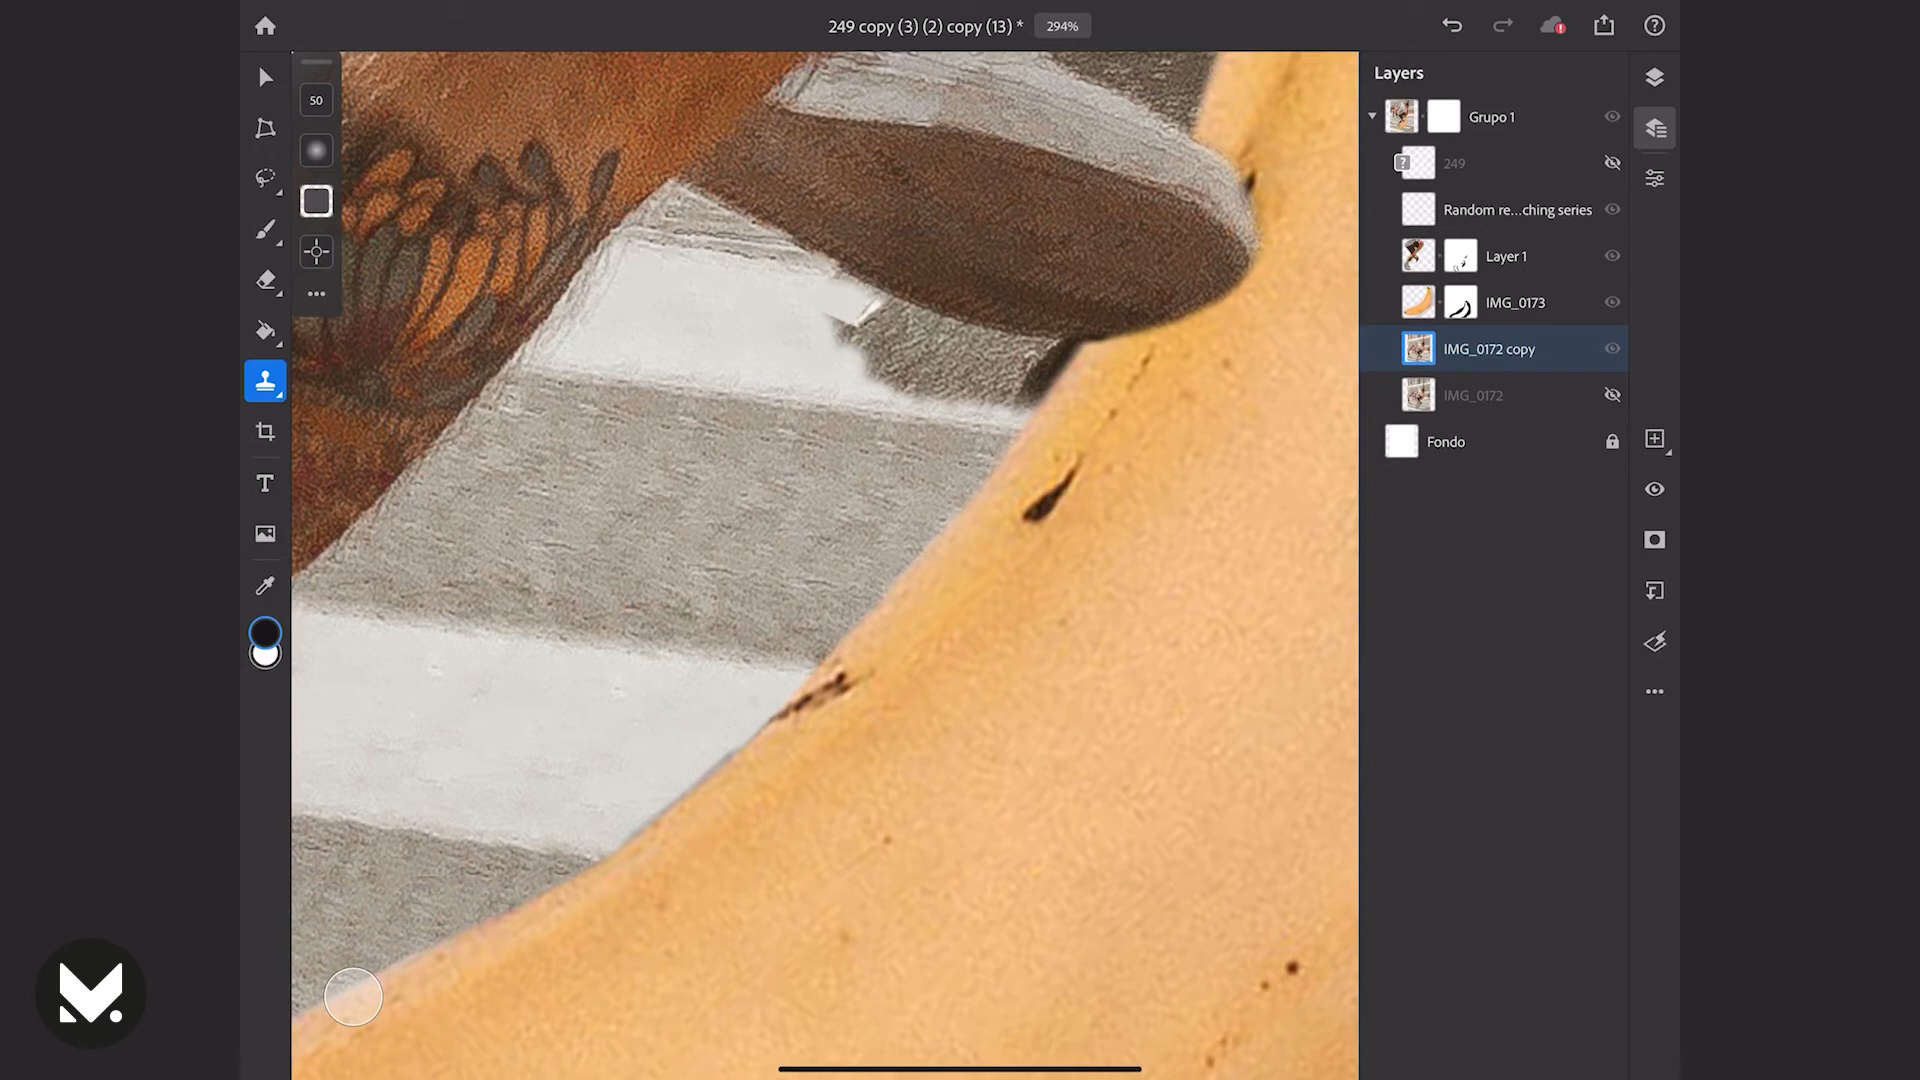 249 copy (3) (2) copy (13) *
294%
50
Layers
Grupo 1
249
Random re...ching series
Layer 1
IMG_0173
IMG_0172 copy
IMG_0172
Fondo